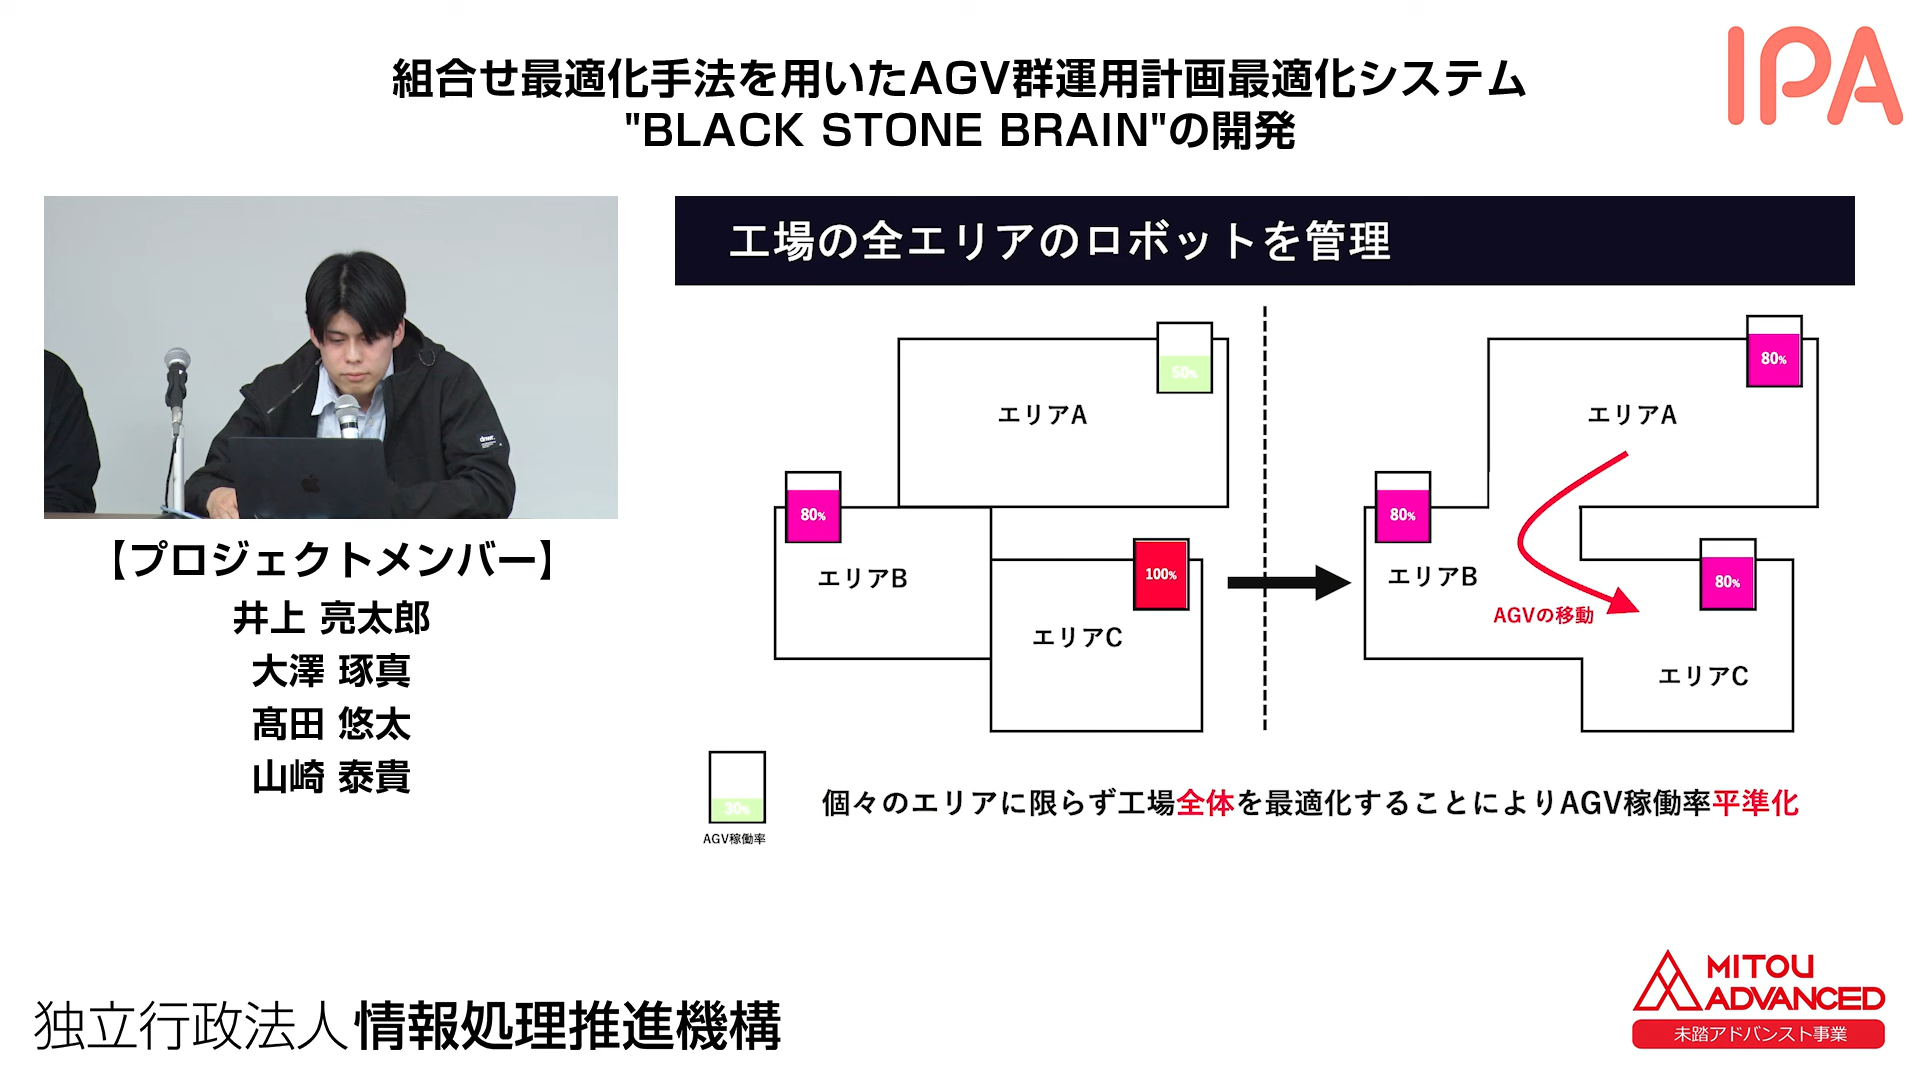 組合せ最適化手法を用いたAGV群運用計画最適化システム
"BLACK STONE BRAIN"の開発
IPA
【プロジェクトメンバー】
井上 亮太郎
大澤 琢真
髙田 悠太
山崎 泰貴
工場の全エリアのロボットを管理
50%
エリアA
80%
エリアB
100%
エリアC
80%
エリアA
80%
エリアB
AGVの移動
80%
エリアC
30%
AGV稼働率
個々のエリアに限らず工場全体を最適化することによりAGV稼働率平準化
独立行政法人情報処理推進機構
MITOU
ADVANCED
未踏アドバンスト事業